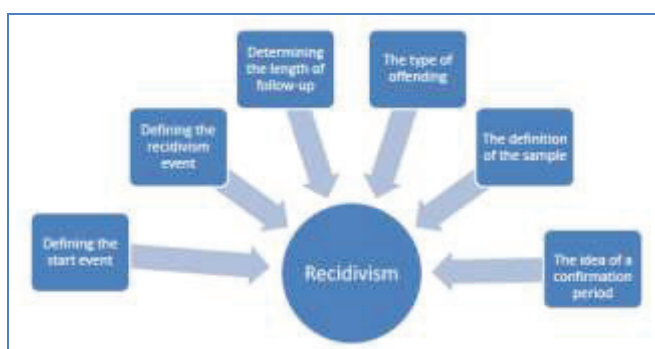 Defining the
start event
Defining the
recidivism
event
Determining
the length of
follow-up
The type of
offending
The definition
of the sample
The idea of a
confirmation
period
Recidivism